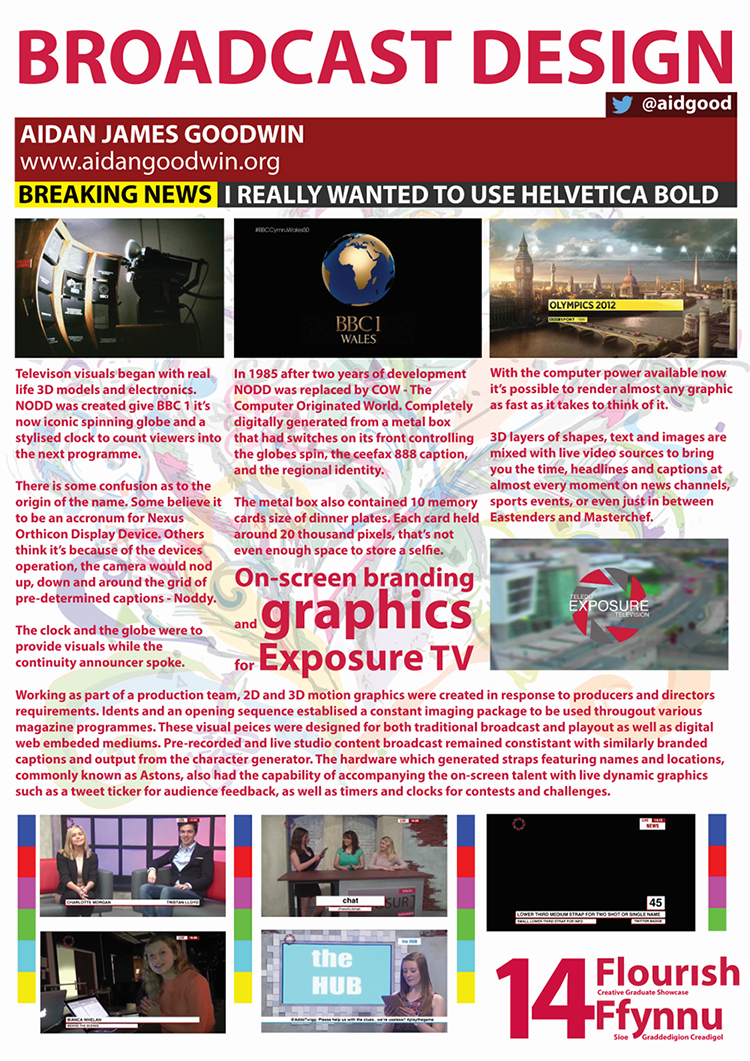 BROADCAST DESIGN
@aidgood
AIDAN JAMES GOODWIN
www.aidangoodwin.org
BREAKING NEWS I REALLY WANTED TO USE HELVETICA BOLD
#BBCCymruWales50
BBC 1
WALES
OLYMPICS 2012
BBC SPORT
Televison visuals began with real
life 3D models and electronics.
NODD was created give BBC 1 it's
now iconic spinning globe and a
stylised clock to count viewers into
the next programme.
There is some confusion as to the
origin of the name. Some believe it
to be an accronum for Nexus
Orthicon Display Device. Others
think it's because of the devices
operation, the camera would nod
up, down and around the grid of
pre-determined captions - Noddy.
The clock and the globe were to
provide visuals while the
continuity announcer spoke.
In 1985 after two years of development
NODD was replaced by COW - The
Computer Originated World. Completely
digitally generated from a metal box
that had switches on its front controlling
the globes spin, the ceefax 888 caption,
and the regional identity.
The metal box also contained 10 memory
cards size of dinner plates. Each card held
around 20 thousand pixels, that's not
even enough space to store a selfie.
On-screen branding
and graphics
for Exposure TV
With the computer power available now
it's possible to render almost any graphic
as fast as it takes to think of it.
3D layers of shapes, text and images are
mixed with live video sources to bring
you the time, headlines and captions at
almost every moment on news channels,
sports events, or even just in between
Eastenders and Masterchef.
TELEDU
EXPOSURE
TELEVISION
Working as part of a production team, 2D and 3D motion graphics were created in response to producers and directors
requirements. Idents and an opening sequence establised a constant imaging package to be used througout various
magazine programmes. These visual pieces were designed for both traditional broadcast and playout as well as digital
web embeded mediums. Pre-recorded and live studio content broadcast remained constistant with similarly branded
captions and output from the character generator. The hardware which generated straps featuring names and locations,
commonly known as Astons, also had the capability of accompanying the on-screen talent with live dynamic graphics
such as a tweet ticker for audience feedback, as well as timers and clocks for contests and challenges.
CHARLOTTE MORGAN TRISTAN LLOYD
chat
LIVE
NEWS
45
LOWER THIRD MEDIUM STRAP FOR TWO SHOT OR SINGLE NAME
SMALL LOWER THIRD STRAP FOR INFO TWITTER BADGE
BIANCA WHELAN
BEHIND THE SCENES
the HUB
the
HUB
Please help us with the clues
14 Flourish
Creative Graduate Showcase
Ffynnu
Sioe Graddedigion Creadigol